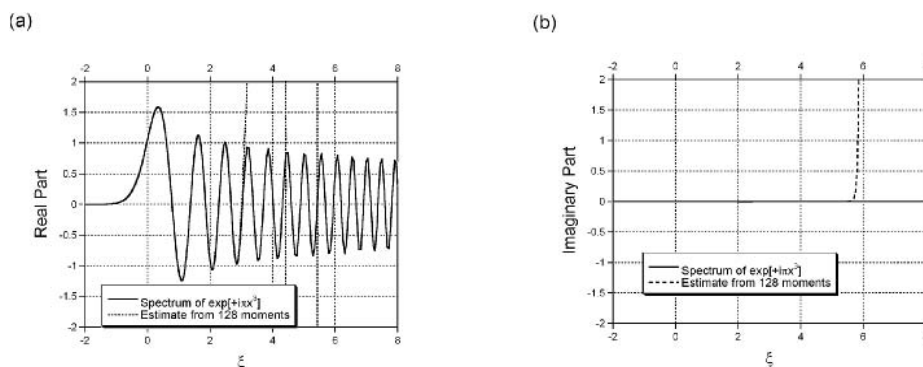 (a)
-2 0 2 4 6 8
2
1.5
1
0.5
0
-0.5
-1
-1.5
-2
Real Part
Spectrum of exp[+iπx³]
Estimate from 128 moments
-2 0 2 4 6 8
ξ
(b)
-2 0 2 4 6 8
2
1.5
1
0.5
0
-0.5
-1
-1.5
-2
Imaginary Part
Spectrum of exp[+iπx³]
Estimate from 128 moments
-2 0 2 4 6 8
ξ